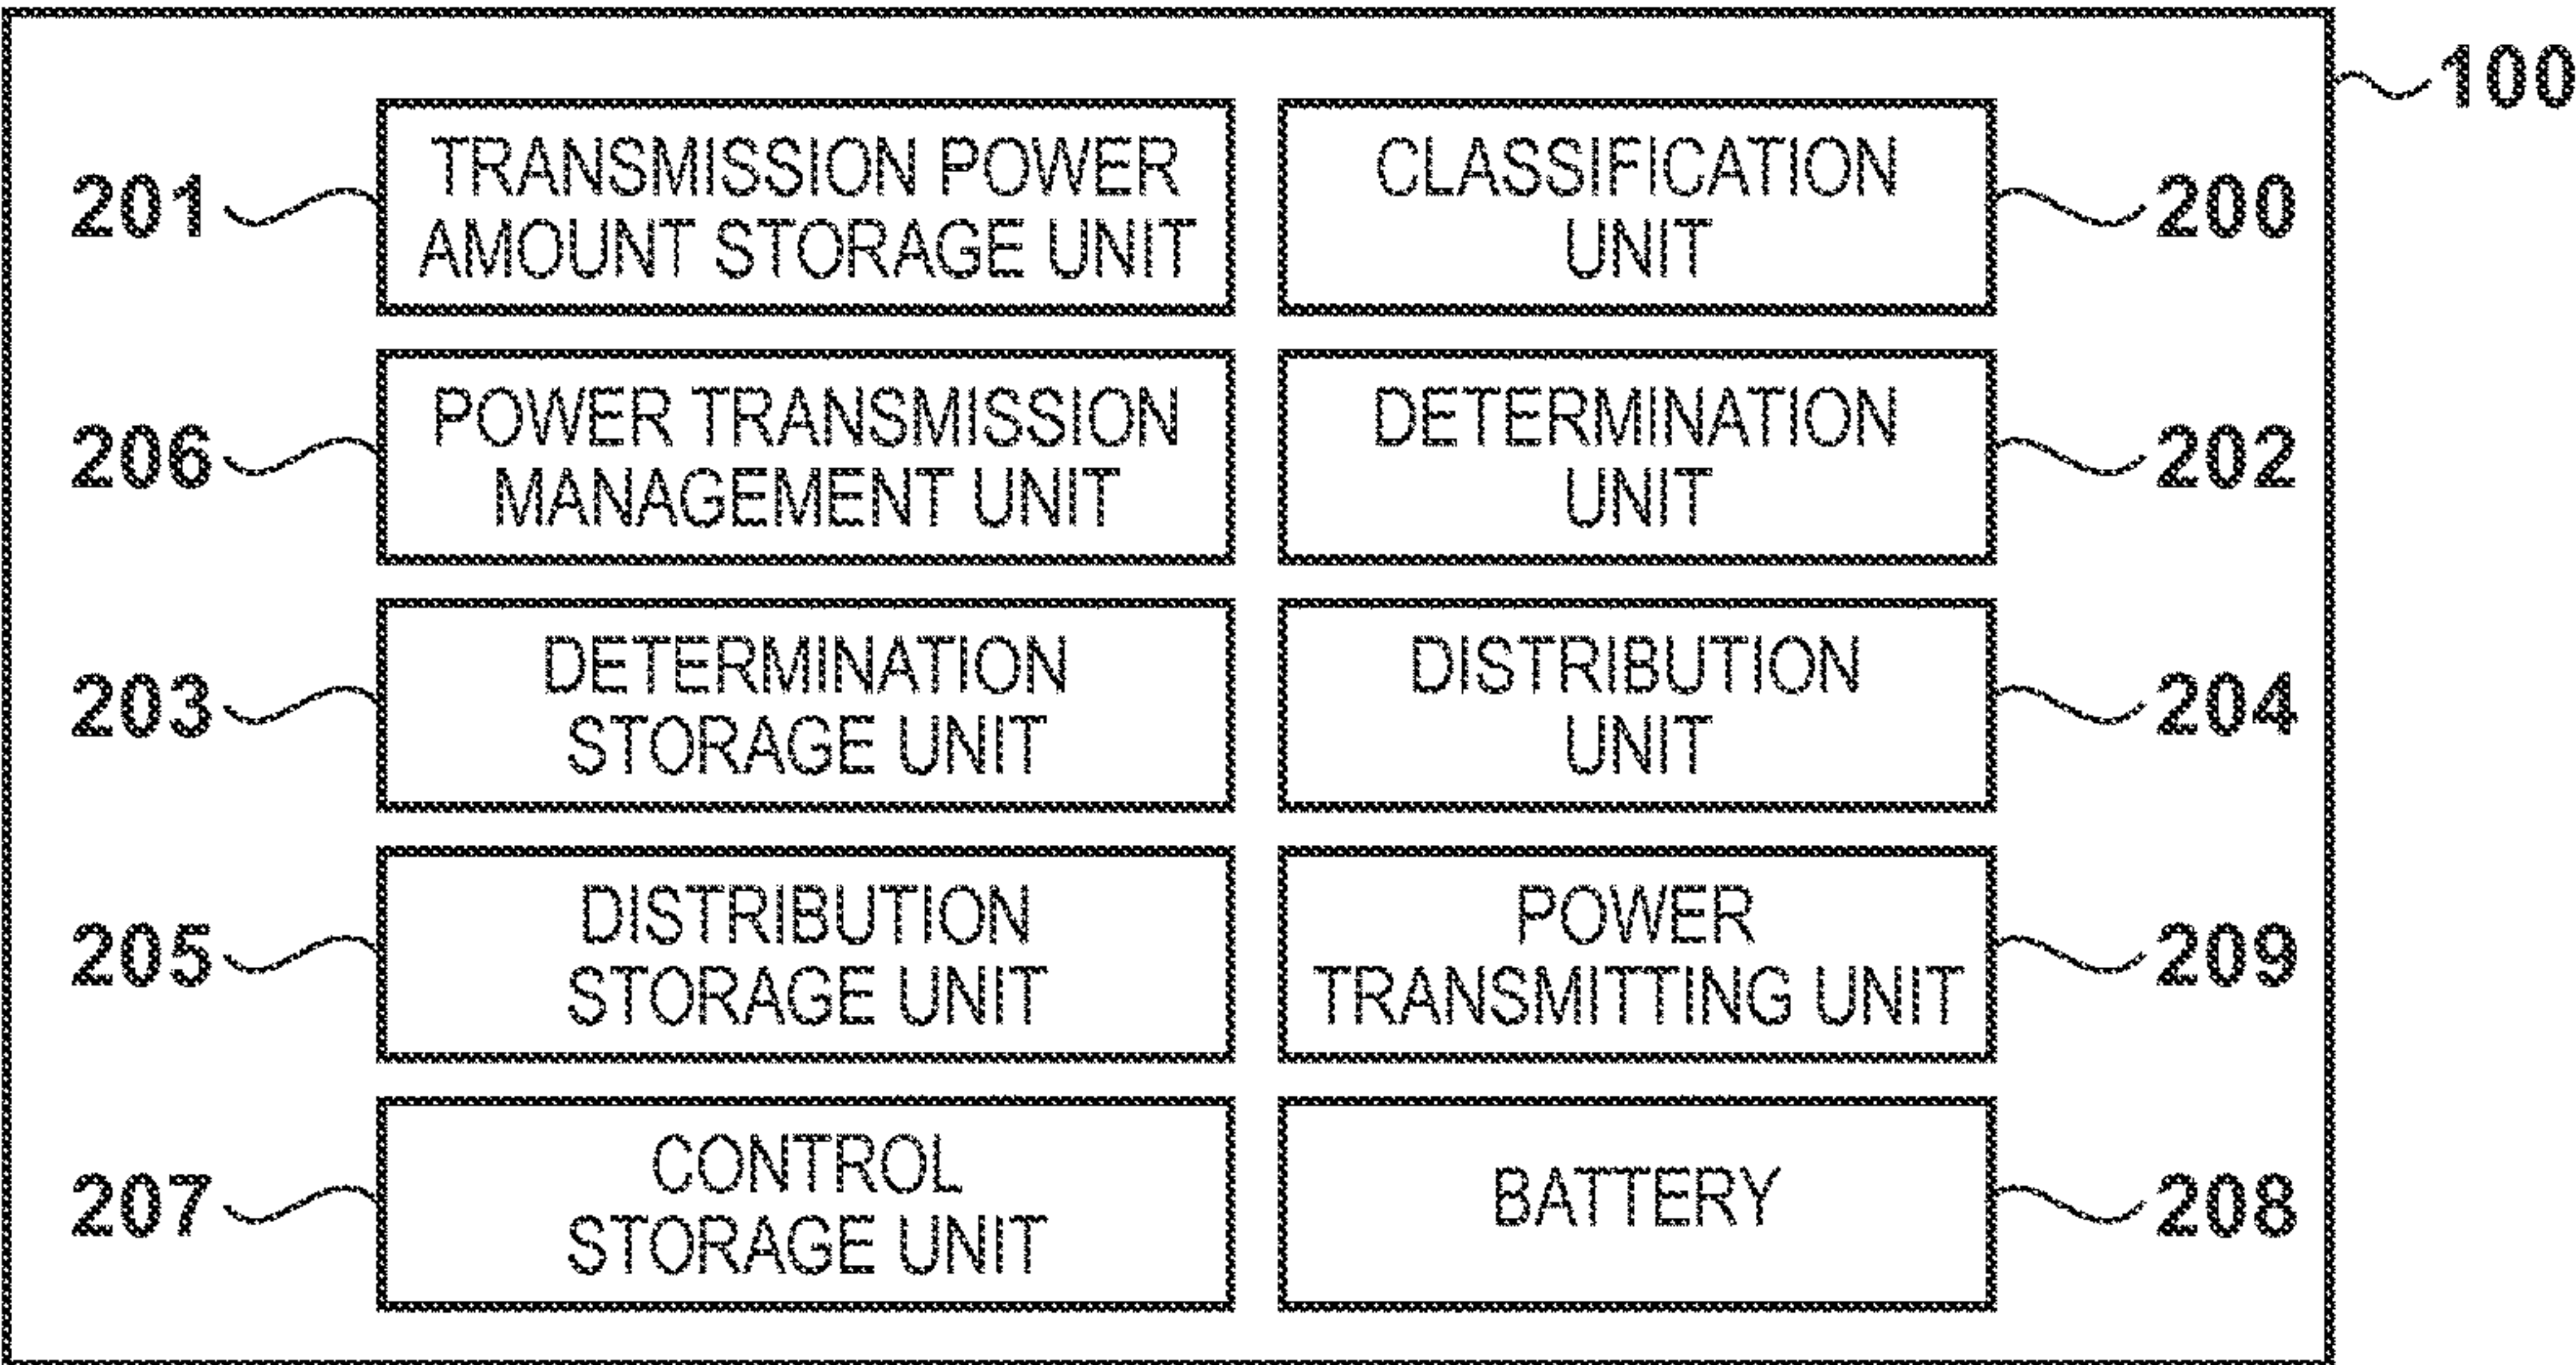 100
201
TRANSMISSION POWER
AMOUNT STORAGE UNIT
CLASSIFICATION
UNIT
200
206
POWER TRANSMISSION
MANAGEMENT UNIT
DETERMINATION
UNIT
202
203
DETERMINATION
STORAGE UNIT
DISTRIBUTION
UNIT
204
205
DISTRIBUTION
STORAGE UNIT
POWER
TRANSMITTING UNIT
209
207
CONTROL
STORAGE UNIT
BATTERY
208